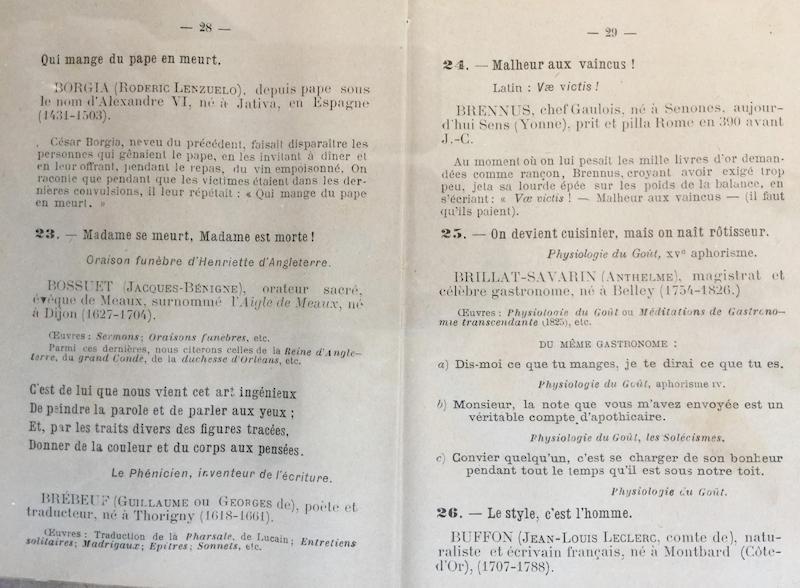 — 28 —
Qui mange du pape en meurt.
BORGIA (Roderic Lenzuelo), depuis pape sous
le nom d'Alexandre VI, né à Jativa, en Espagne
(1431-1503).
César Borgia, neveu du précédent, faisait disparaître les
personnes qui gênaient le pape, en les invitant à dîner et
en leur offrant, pendant le repas, du vin empoisonné. On
raconte que pendant que les victimes étaient dans les der-
nières convulsions, il leur répétait : « Qui mange du pape
en meurt. »
23. — Madame se meurt, Madame est morte !
Oraison funèbre d'Henriette d'Angleterre.
BOSSUET (Jacques-Bénigne), orateur sacré,
évêque de Meaux, surnommé l'Aigle de Meaux, né
à Dijon (1627-1704).
Œuvres : Sermons; Oraisons funèbres, etc.
Parmi ces dernières, nous citerons celles de la Reine d'Angle-
terre, du grand Condé, de la duchesse d'Orléans, etc.
C'est de lui que nous vient cet art ingénieux
De peindre la parole et de parler aux yeux ;
Et, par les traits divers des figures tracées,
Donner de la couleur et du corps aux pensées.
Le Phénicien, inventeur de l'écriture.
BRÉBEUF (Guillaume ou Georges de), poète et
traducteur, né à Thorigny (1618-1661).
Œuvres : Traduction de la Pharsale, de Lucain; Entretiens
solitaires; Madrigaux; Epîtres; Sonnets, etc.
— 29 —
24. — Malheur aux vaincus !
Latin : Væ victis !
BRENNUS, chef Gaulois, né à Senones, aujour-
d'hui Sens (Yonne), prit et pilla Rome en 390 avant
J.-C.
Au moment où on lui pesait les mille livres d'or deman-
dées comme rançon, Brennus, croyant avoir exigé trop
peu, jeta sa lourde épée sur les poids de la balance, en
s'écriant : « Væ victis ! — Malheur aux vaincus — (il faut
qu'ils paient).
25. — On devient cuisinier, mais on naît rôtisseur.
Physiologie du Goût, xve aphorisme.
BRILLAT-SAVARIN (Anthelme), magistrat et
célèbre gastronome, né à Belley (1754-1826.)
Œuvres : Physiologie du Goût ou Méditations de Gastrono-
mie transcendante (1825), etc.
DU MÊME GASTRONOME :
a) Dis-moi ce que tu manges, je te dirai ce que tu es.
Physiologie du Goût, aphorisme iv.
b) Monsieur, la note que vous m'avez envoyée est un
véritable compte d'apothicaire.
Physiologie du Goût, les Solécismes.
c) Convier quelqu'un, c'est se charger de son bonheur
pendant tout le temps qu'il est sous notre toit.
Physiologie du Goût.
26. — Le style, c'est l'homme.
BUFFON (Jean-Louis Leclerc, comte de), natu-
raliste et écrivain français, né à Montbard (Côte-
d'Or), (1707-1788).